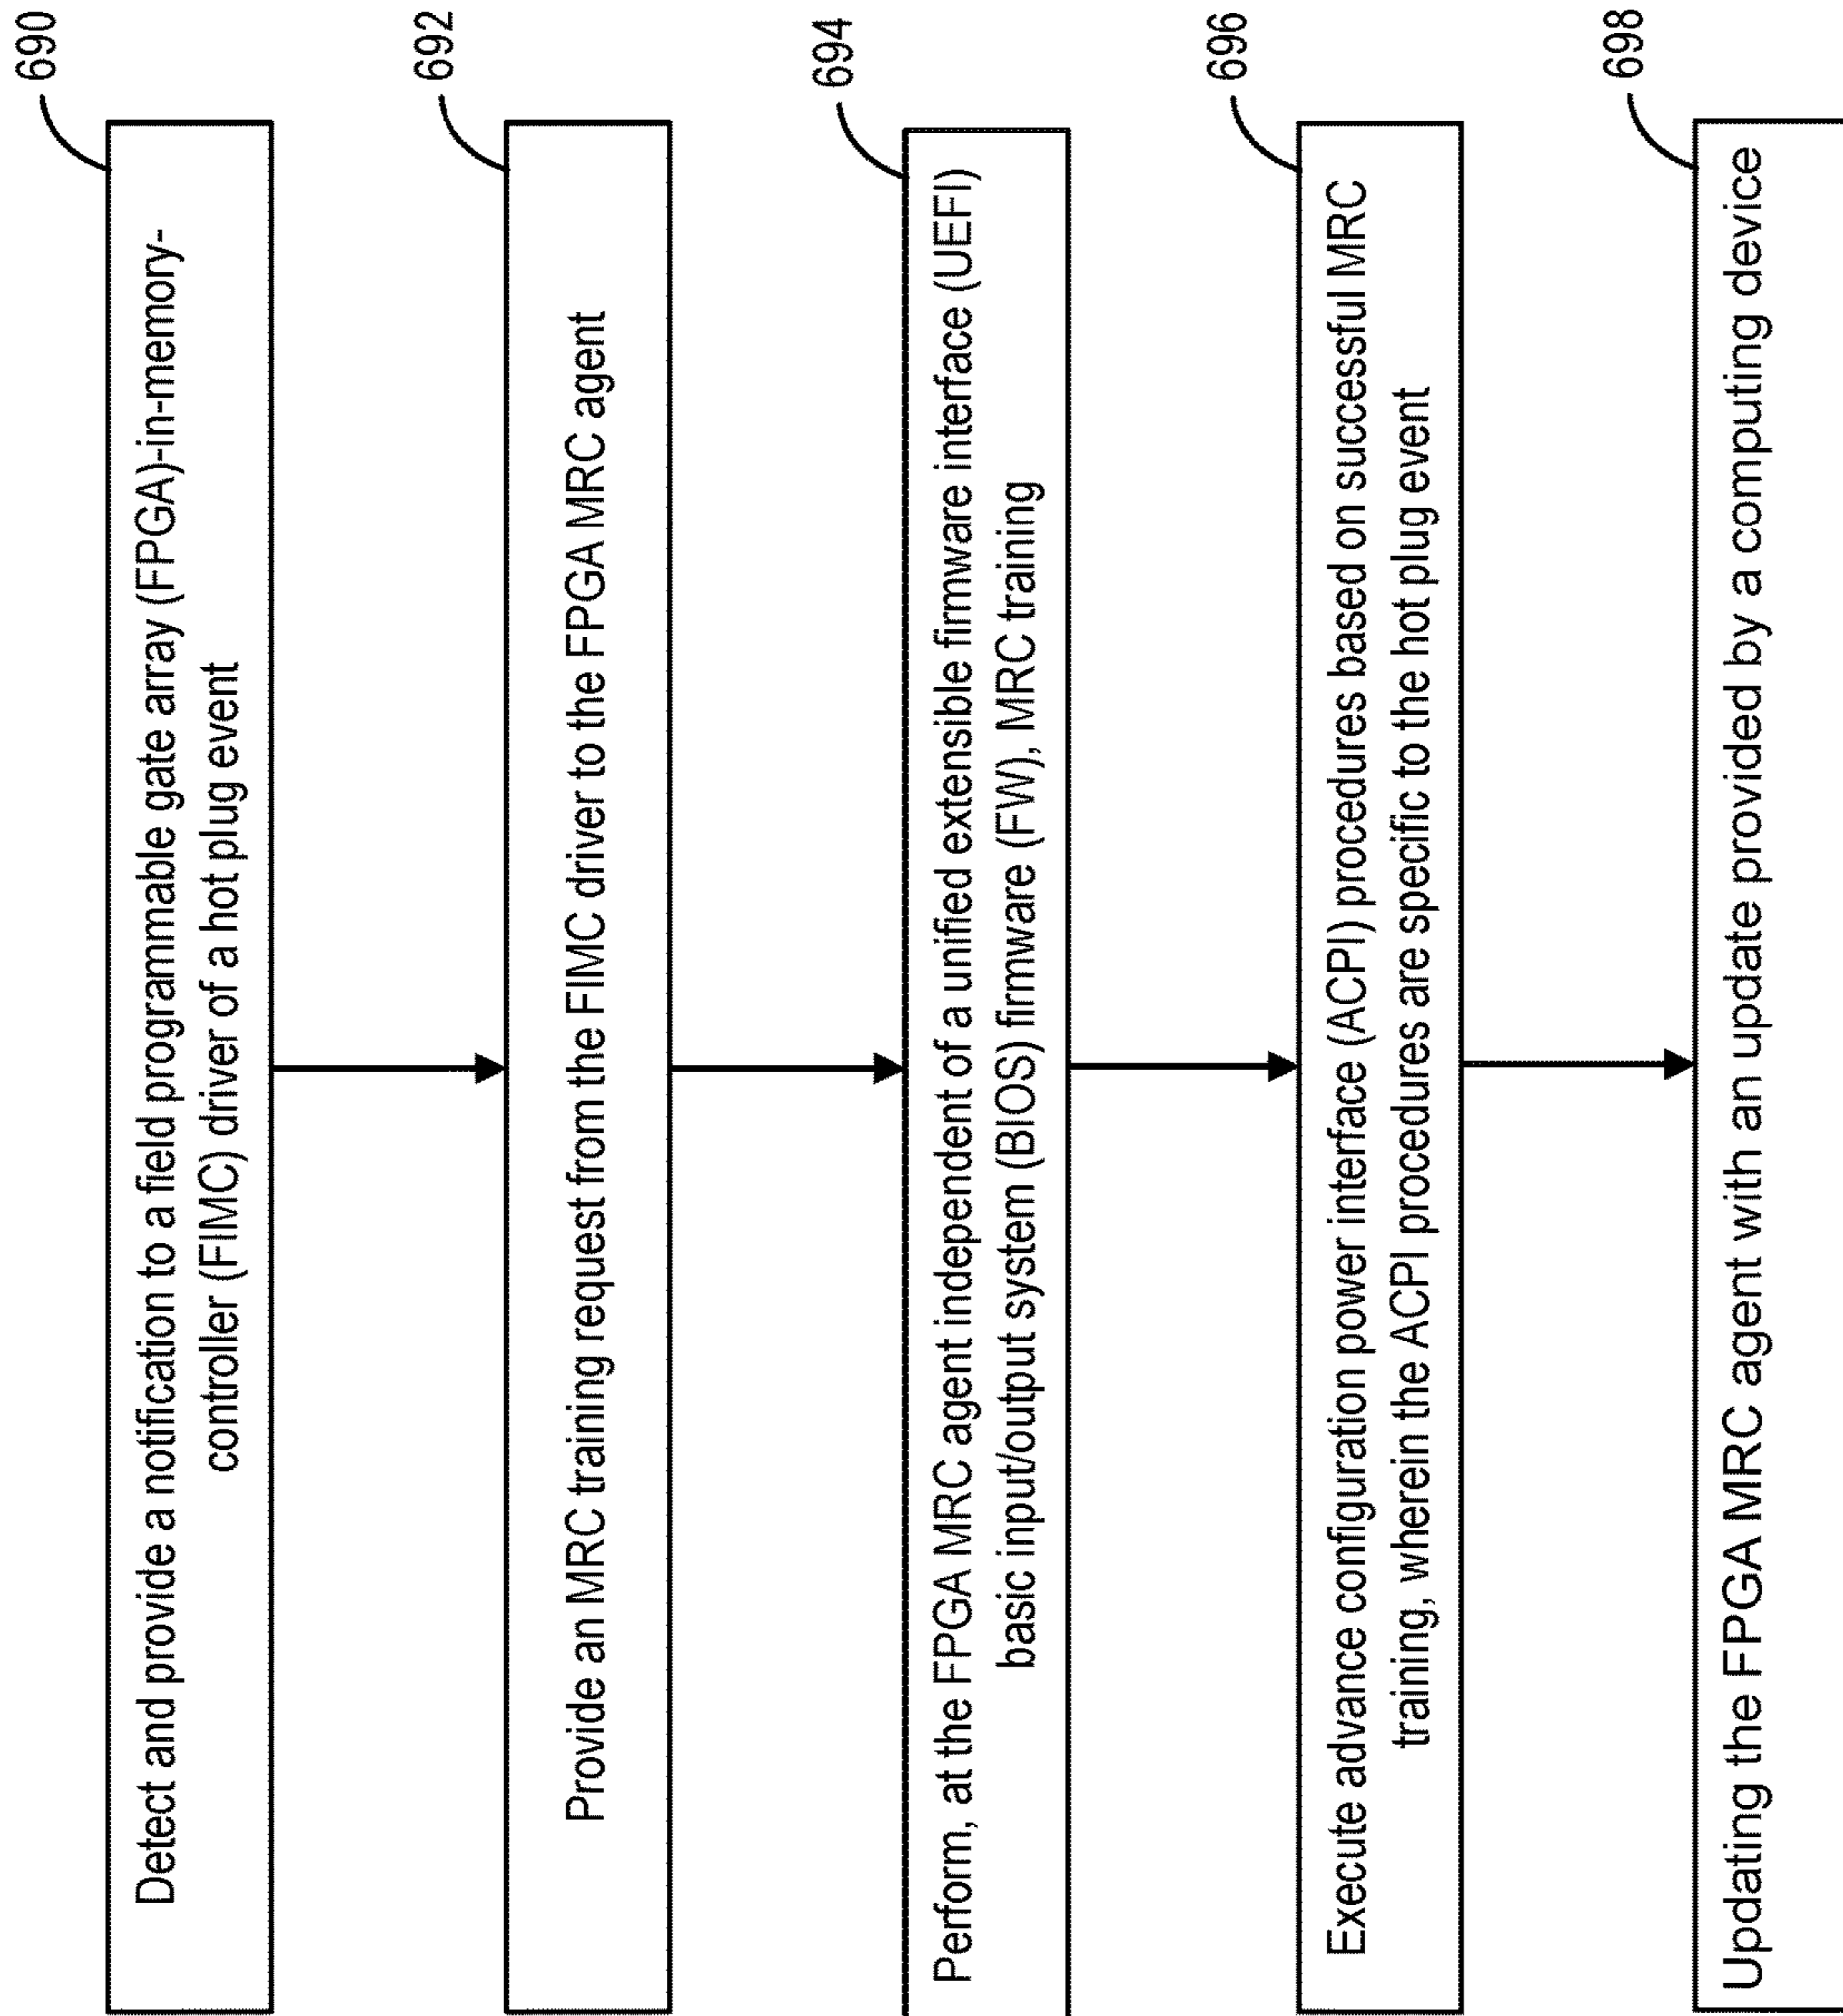 690
Detect and provide a notification to a field programmable gate array (FPGA)-in-memory-
controller (FIMC) driver of a hot plug event
692
Provide an MRC training request from the FIMC driver to the FPGA MRC agent
694
Perform, at the FPGA MRC agent independent of a unified extensible firmware interface (UEFI)
basic input/output system (BIOS) firmware (FW), MRC training
696
Execute advance configuration power interface (ACPI) procedures based on successful MRC
training, wherein the ACPI procedures are specific to the hot plug event
698
Updating the FPGA MRC agent with an update provided by a computing device